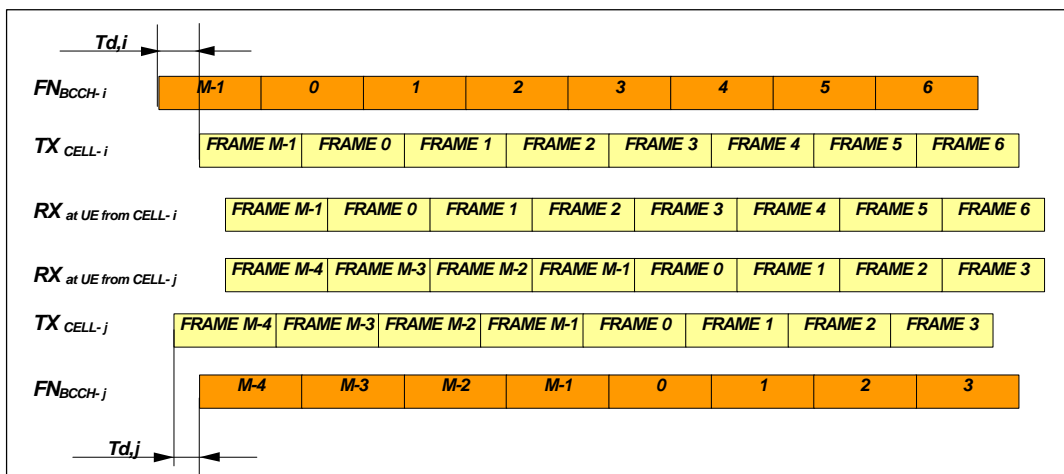 Td,i
FN BCCH- i M-1 0 1 2 3 4 5 6
TX CELL- i FRAME M-1 FRAME 0 FRAME 1 FRAME 2 FRAME 3 FRAME 4 FRAME 5 FRAME 6
RX at UE from CELL- i FRAME M-1 FRAME 0 FRAME 1 FRAME 2 FRAME 3 FRAME 4 FRAME 5 FRAME 6
RX at UE from CELL- j FRAME M-4 FRAME M-3 FRAME M-2 FRAME M-1 FRAME 0 FRAME 1 FRAME 2 FRAME 3
TX CELL- j FRAME M-4 FRAME M-3 FRAME M-2 FRAME M-1 FRAME 0 FRAME 1 FRAME 2 FRAME 3
FN BCCH- j M-4 M-3 M-2 M-1 0 1 2 3
Td,j